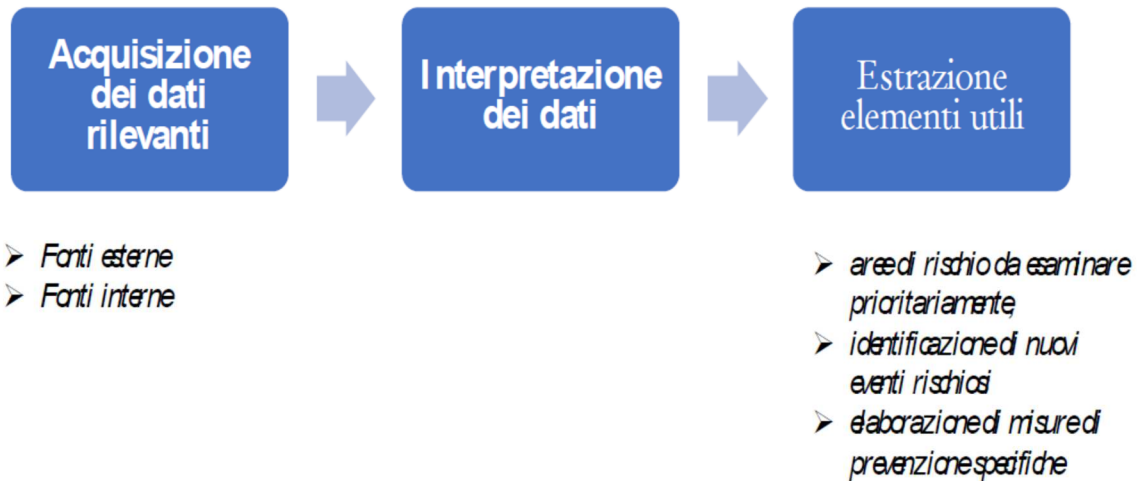 Acquisizione
dei dati
rilevanti
Interpretazione
dei dati
Estrazione
elementi utili
➢ Fonti esterne
➢ Fonti interne
➢ aree di rischio da esaminare
prioritariamente,
➢ identificazione di nuovi
eventi rischiosi
➢ elaborazione di misure di
prevenzione specifiche